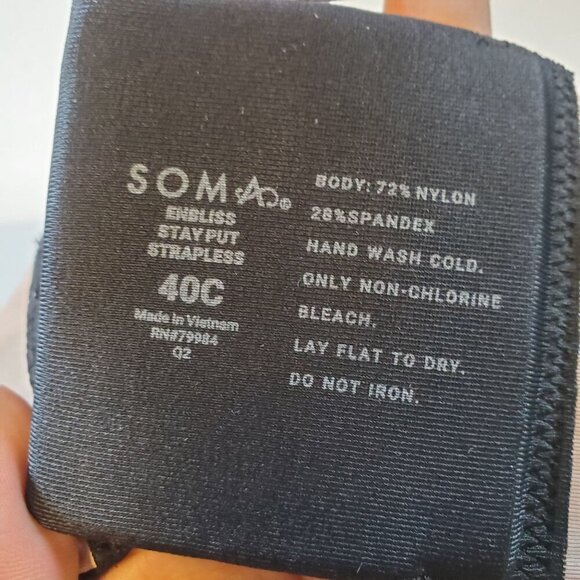 SOMA®
ENBLISS
STAY PUT
STRAPLESS
40C
Made in Vietnam
RN#79984
Q2
BODY: 72% NYLON
28%SPANDEX
HAND WASH COLD.
ONLY NON-CHLORINE
BLEACH.
LAY FLAT TO DRY.
DO NOT IRON.